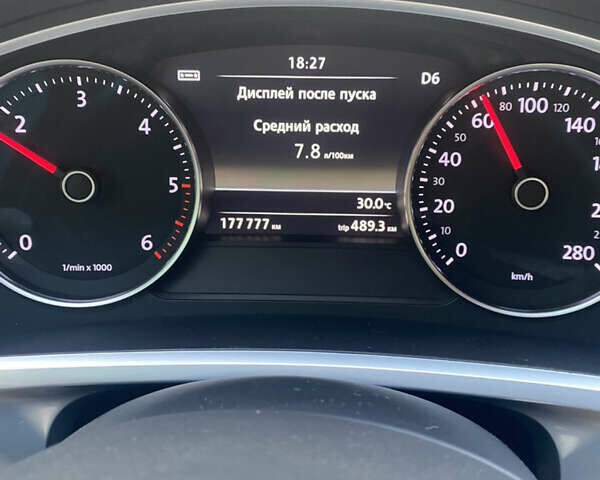 18:27
D6
Дисплей после пуска
Средний расход
7.8 л/100км
30.0°C
177777 км
trip 489.3 км
0 2 3 4 5 6
1/min x 1000
0 10 20 30 40 50 60 80 100 120 140 280
km/h